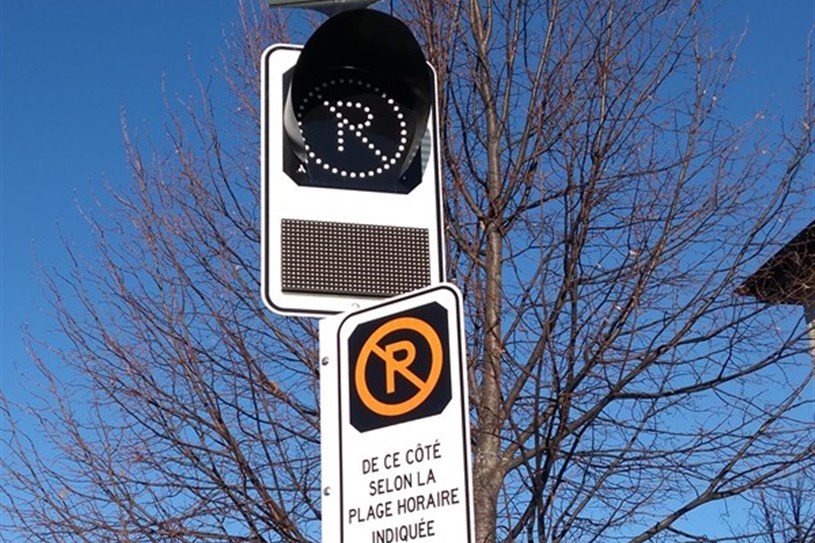 P
P
DE CE CÔTÉ
SELON LA
PLAGE HORAIRE
INDIQUÉE